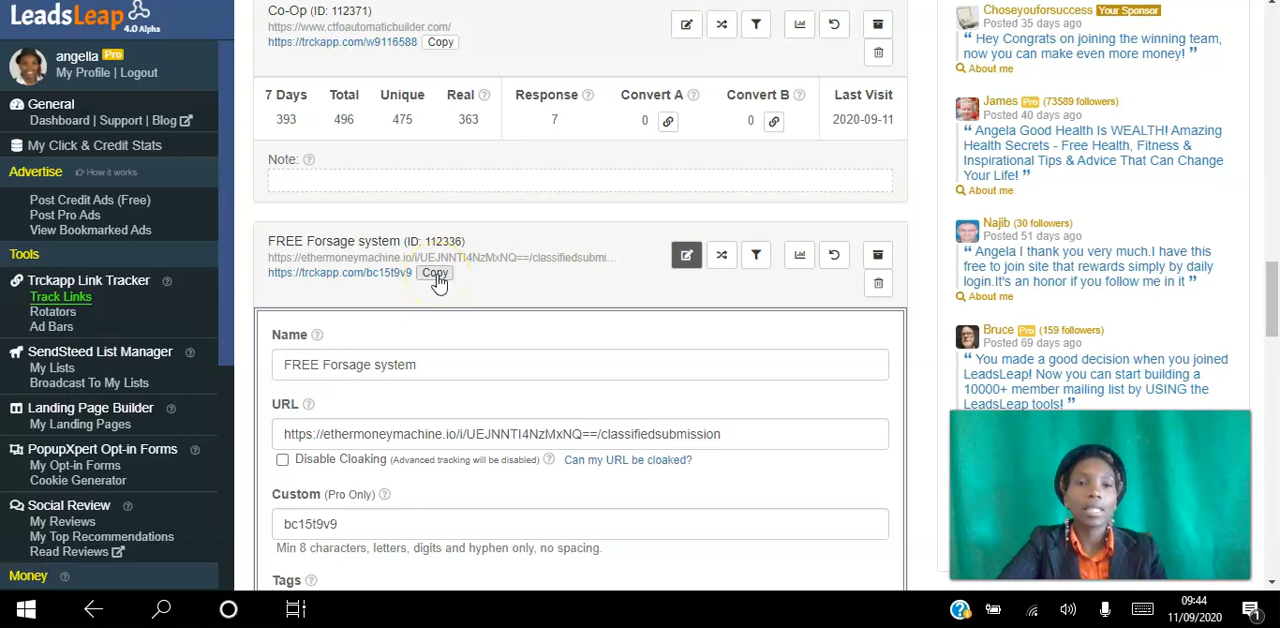 LeadsLeap
4.0 Alpha
angella Pro
My Profile | Logout
General
Dashboard | Support | Blog
My Click & Credit Stats
Advertise How it works
Post Credit Ads (Free)
Post Pro Ads
View Bookmarked Ads
Tools
Trckapp Link Tracker
Track Links
Rotators
Ad Bars
SendSteed List Manager
My Lists
Broadcast To My Lists
Landing Page Builder
My Landing Pages
PopupXpert Opt-in Forms
My Opt-in Forms
Cookie Generator
Social Review
My Reviews
My Top Recommendations
Read Reviews
Money
Co-Op (ID: 112371)
https://www.ctfoautomaticbuilder.com/
https://trckapp.com/w9116588 Copy
7 Days Total Unique Real Response Convert A Convert B Last Visit
393 496 475 363 7 0 0 2020-09-11
Note:
FREE Forsage system (ID: 112336)
https://ethermoneymachine.io/i/UEJNNTI4NzMxNQ==/classifiedsubmi...
https://trckapp.com/bc15t9v9 Copy
Name
FREE Forsage system
URL
https://ethermoneymachine.io/i/UEJNNTI4NzMxNQ==/classifiedsubmission
Disable Cloaking (Advanced tracking will be disabled) Can my URL be cloaked?
Custom (Pro Only)
bc15t9v9
Min 8 characters, letters, digits and hyphen only, no spacing.
Tags
Choseyouforsuccess Your Sponsor
Posted 35 days ago
“ Hey Congrats on joining the winning team,
now you can make even more money! ”
About me
James Pro (73589 followers)
Posted 40 days ago
“ Angela Good Health Is WEALTH! Amazing
Health Secrets - Free Health, Fitness &
Inspirational Tips & Advice That Can Change
Your Life! ”
About me
Najib (30 followers)
Posted 51 days ago
“ Angela I thank you very much.I have this
free to join site that rewards simply by daily
login.It's an honor if you follow me in it ”
About me
Bruce Pro (159 followers)
Posted 69 days ago
“ You made a good decision when you joined
LeadsLeap! Now you can start building a
10000+ member mailing list by USING the
LeadsLeap tools! ”
09:44
11/09/2020
1